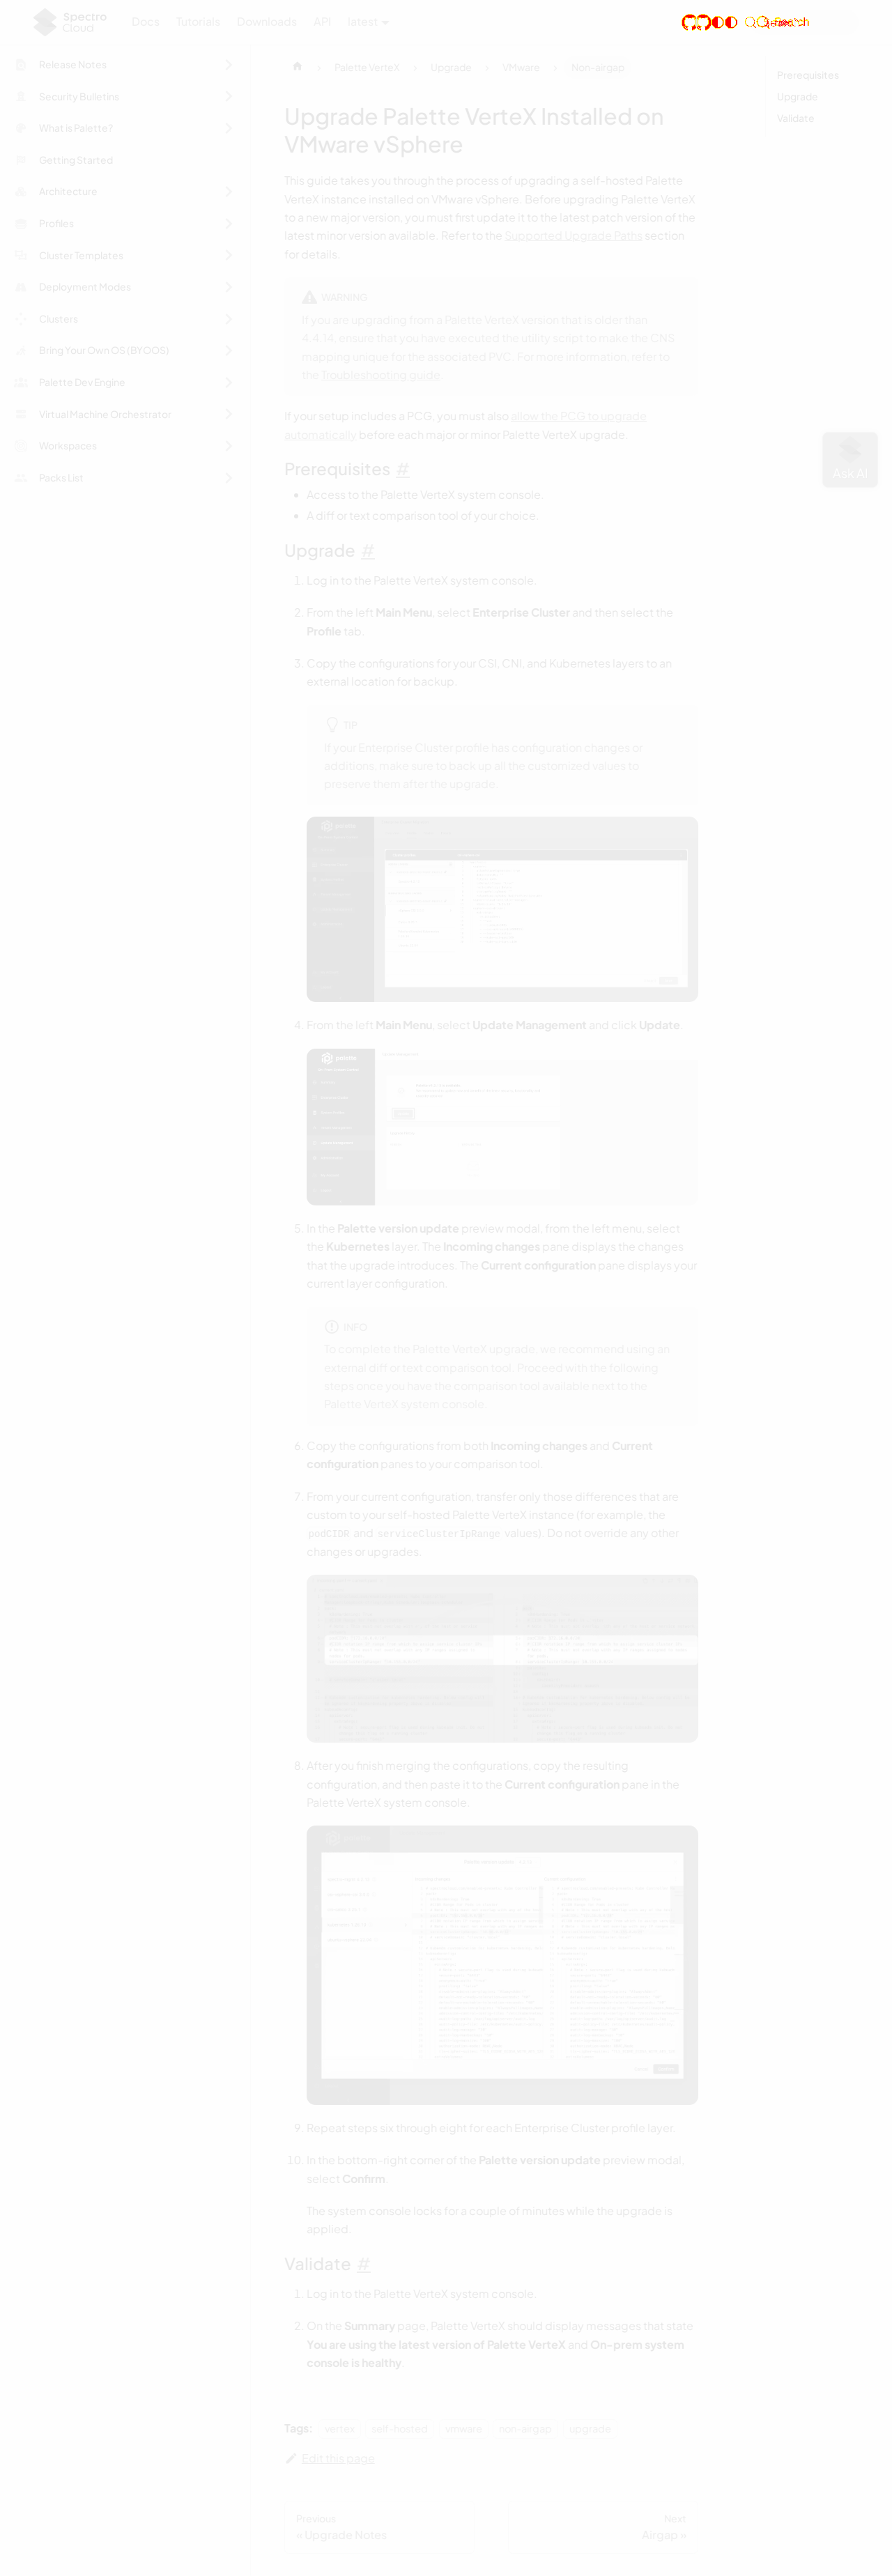 Spectro Cloud
Docs
Tutorials
Downloads
API
latest
Release Notes
Security Bulletins
What is Palette?
Getting Started
Architecture
Profiles
Cluster Templates
Deployment Modes
Clusters
Bring Your Own OS (BYOOS)
Palette Dev Engine
Virtual Machine Orchestrator
Workspaces
Packs List
Palette VerteX
Upgrade
VMware
Non-airgap
Prerequisites
Upgrade
Validate
Upgrade Palette VerteX Installed on
VMware vSphere
This guide takes you through the process of upgrading a self-hosted Palette
VerteX instance installed on VMware vSphere. Before upgrading Palette VerteX
to a new major version, you must first update it to the latest patch version of the
latest minor version available. Refer to the Supported Upgrade Paths section
for details.
WARNING
If you are upgrading from a Palette VerteX version that is older than
4.4.14, ensure that you have executed the utility script to make the CNS
mapping unique for the associated PVC. For more information, refer to
the Troubleshooting guide.
If your setup includes a PCG, you must also allow the PCG to upgrade
automatically before each major or minor Palette VerteX upgrade.
Ask AI
Prerequisites #
Access to the Palette VerteX system console.
A diff or text comparison tool of your choice.
Upgrade #
1. Log in to the Palette VerteX system console.
2. From the left Main Menu, select Enterprise Cluster and then select the
Profile tab.
3. Copy the configurations for your CSI, CNI, and Kubernetes layers to an
external location for backup.
TIP
If your Enterprise Cluster profile has configuration changes or
additions, make sure to back up all the customized values to
preserve them after the upgrade.
4. From the left Main Menu, select Update Management and click Update.
5. In the Palette version update preview modal, from the left menu, select
the Kubernetes layer. The Incoming changes pane displays the changes
that the upgrade introduces. The Current configuration pane displays your
current layer configuration.
INFO
To complete the Palette VerteX upgrade, we recommend using an
external diff or text comparison tool. Proceed with the following
steps once you have the comparison tool available next to the
Palette VerteX system console.
6. Copy the configurations from both Incoming changes and Current
configuration panes to your comparison tool.
7. From your current configuration, transfer only those differences that are
custom to your self-hosted Palette VerteX instance (for example, the
podCIDR and serviceClusterIpRange values). Do not override any other
changes or upgrades.
8. After you finish merging the configurations, copy the resulting
configuration, and then paste it to the Current configuration pane in the
Palette VerteX system console.
9. Repeat steps six through eight for each Enterprise Cluster profile layer.
10. In the bottom-right corner of the Palette version update preview modal,
select Confirm.
The system console locks for a couple of minutes while the upgrade is
applied.
Validate #
1. Log in to the Palette VerteX system console.
2. On the Summary page, Palette VerteX should display messages that state
You are using the latest version of Palette VerteX and On-prem system
console is healthy.
Tags: vertex self-hosted vmware non-airgap upgrade
Edit this page
Previous
« Upgrade Notes
Next
Airgap »